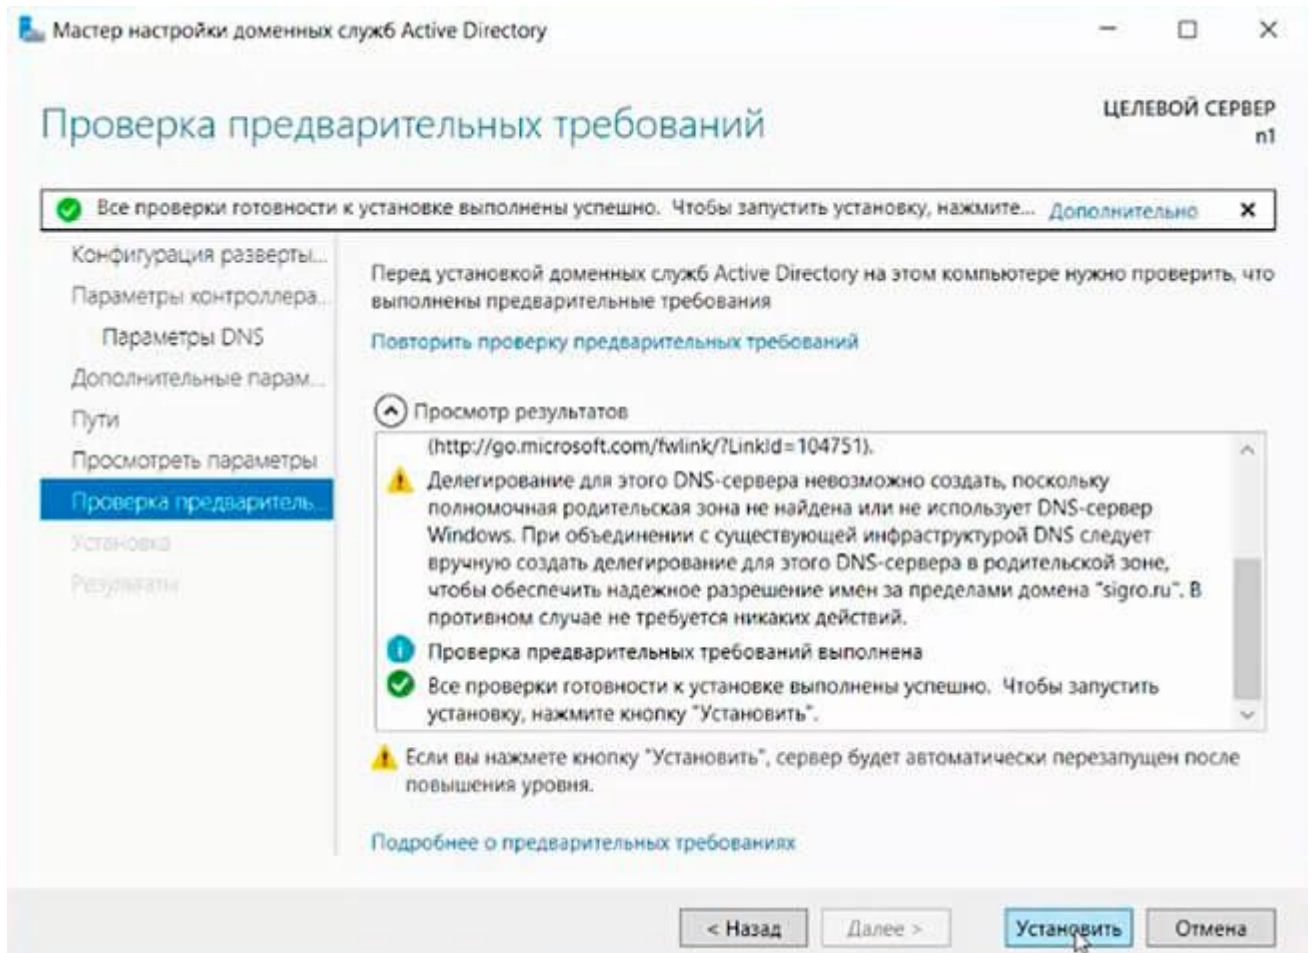 Мастер настройки доменных служб Active Directory
Проверка предварительных требований
ЦЕЛЕВОЙ СЕРВЕР
n1
Все проверки готовности к установке выполнены успешно. Чтобы запустить установку, нажмите... Дополнительно
Конфигурация разверты...
Параметры контроллера...
Параметры DNS
Дополнительные парам...
Пути
Просмотреть параметры
Проверка предваритель...
Установка
Результаты
Перед установкой доменных служб Active Directory на этом компьютере нужно проверить, что
выполнены предварительные требования
Повторить проверку предварительных требований
Просмотр результатов
(http://go.microsoft.com/fwlink/?LinkId=104751).
Делегирование для этого DNS-сервера невозможно создать, поскольку
полномочная родительская зона не найдена или не использует DNS-сервер
Windows. При объединении с существующей инфраструктурой DNS следует
вручную создать делегирование для этого DNS-сервера в родительской зоне,
чтобы обеспечить надежное разрешение имен за пределами домена "sigro.ru". В
противном случае не требуется никаких действий.
Проверка предварительных требований выполнена
Все проверки готовности к установке выполнены успешно. Чтобы запустить
установку, нажмите кнопку "Установить".
Если вы нажмете кнопку "Установить", сервер будет автоматически перезапущен после
повышения уровня.
Подробнее о предварительных требованиях
< Назад
Далее >
Установить
Отмена